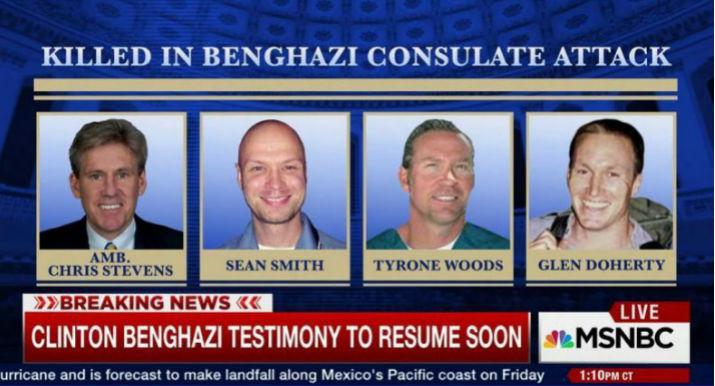 KILLED IN BENGHAZI CONSULATE ATTACK
AMB.
CHRIS STEVENS
SEAN SMITH
TYRONE WOODS
GLEN DOHERTY
BREAKING NEWS
LIVE
CLINTON BENGHAZI TESTIMONY TO RESUME SOON
MSNBC
urricane and is forecast to make landfall along Mexico's Pacific coast on Friday
1:10PM CT